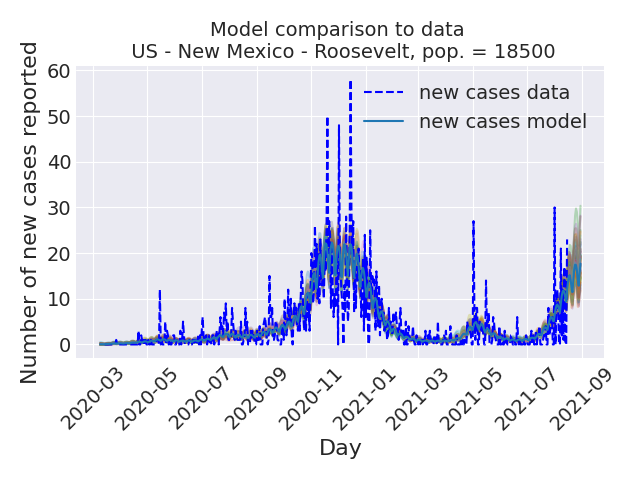 Model comparison to data
US - New Mexico - Roosevelt, pop. = 18500
Number of new cases reported
60
50
40
30
20
10
0
new cases data
new cases model
2020-03
2020-05
2020-07
2020-09
2020-11
2021-01
2021-03
2021-05
2021-07
2021-09
Day